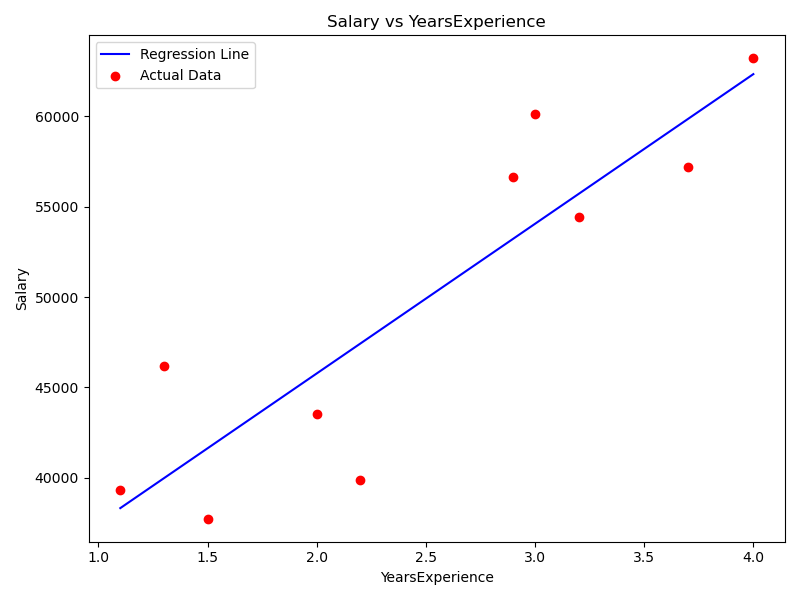 Salary vs YearsExperience
Regression Line
Actual Data
60000
55000
50000
45000
40000
Salary
1.0 1.5 2.0 2.5 3.0 3.5 4.0
YearsExperience